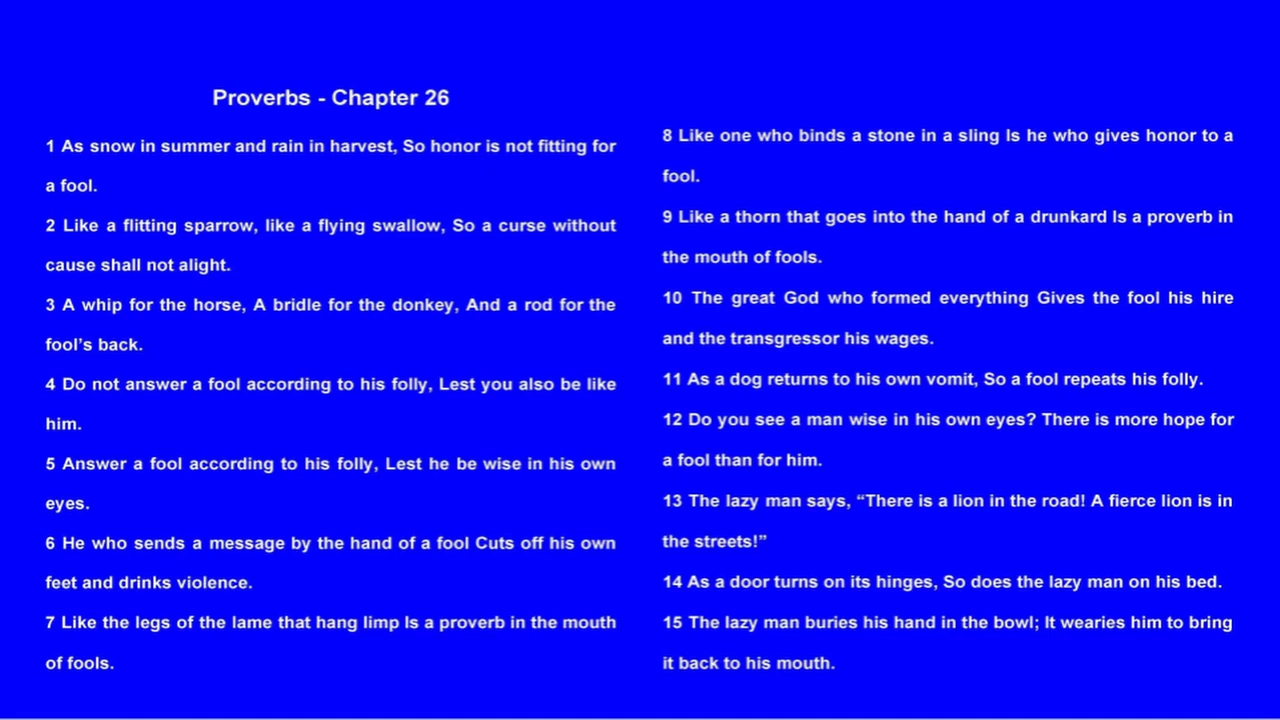 Proverbs - Chapter 26
1 As snow in summer and rain in harvest, So honor is not fitting for
a fool.
2 Like a flitting sparrow, like a flying swallow, So a curse without
cause shall not alight.
3 A whip for the horse, A bridle for the donkey, And a rod for the
fool’s back.
4 Do not answer a fool according to his folly, Lest you also be like
him.
5 Answer a fool according to his folly, Lest he be wise in his own
eyes.
6 He who sends a message by the hand of a fool Cuts off his own
feet and drinks violence.
7 Like the legs of the lame that hang limp Is a proverb in the mouth
of fools.
8 Like one who binds a stone in a sling Is he who gives honor to a
fool.
9 Like a thorn that goes into the hand of a drunkard Is a proverb in
the mouth of fools.
10 The great God who formed everything Gives the fool his hire
and the transgressor his wages.
11 As a dog returns to his own vomit, So a fool repeats his folly.
12 Do you see a man wise in his own eyes? There is more hope for
a fool than for him.
13 The lazy man says, “There is a lion in the road! A fierce lion is in
the streets!”
14 As a door turns on its hinges, So does the lazy man on his bed.
15 The lazy man buries his hand in the bowl; It wearies him to bring
it back to his mouth.